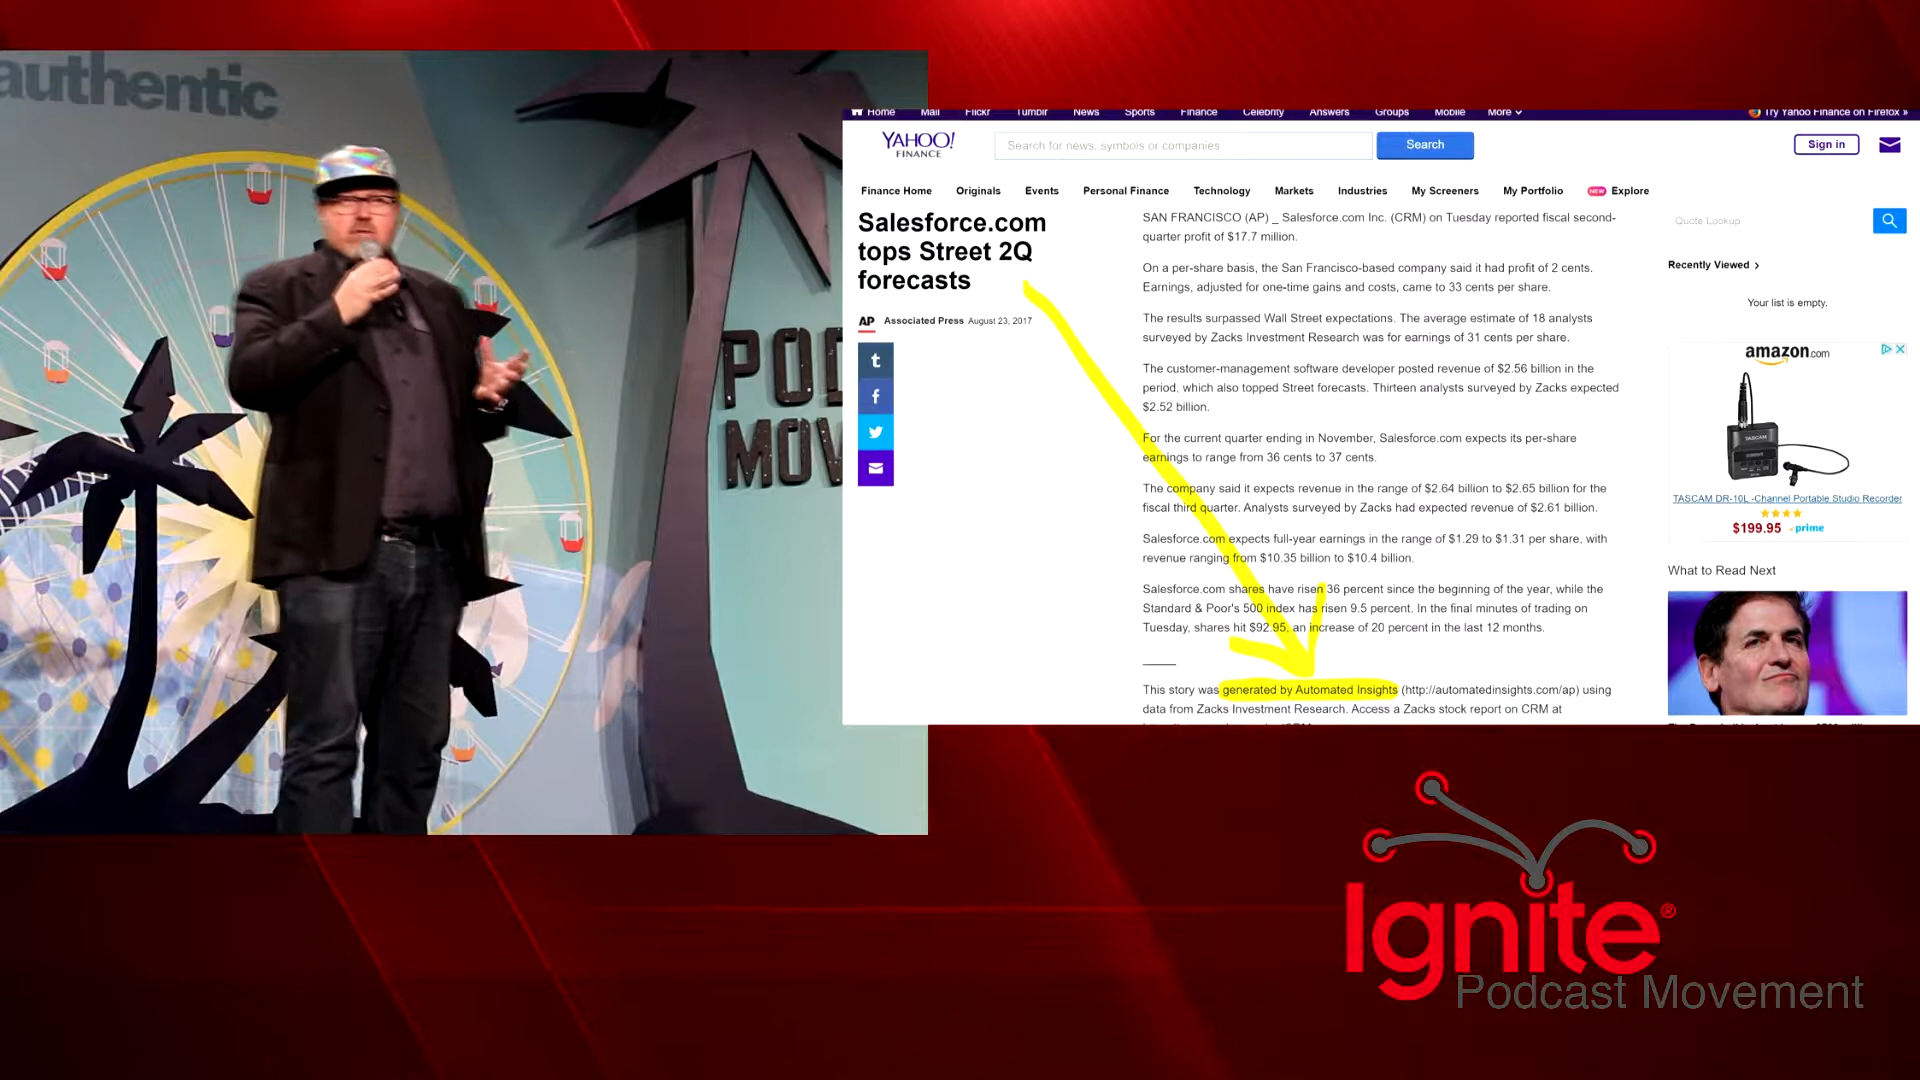 authentic
POD
MOV
Home Mail Flickr Tumblr News Sports Finance Celebrity Answers Groups Mobile More
Try Yahoo Finance on Firefox »
YAHOO!
FINANCE
Search for news, symbols or companies
Search
Sign in
Finance Home Originals Events Personal Finance Technology Markets Industries My Screeners My Portfolio NEW Explore
Salesforce.com
tops Street 2Q
forecasts
AP Associated Press August 23, 2017
SAN FRANCISCO (AP) _ Salesforce.com Inc. (CRM) on Tuesday reported fiscal second-
quarter profit of $17.7 million.
On a per-share basis, the San Francisco-based company said it had profit of 2 cents.
Earnings, adjusted for one-time gains and costs, came to 33 cents per share.
The results surpassed Wall Street expectations. The average estimate of 18 analysts
surveyed by Zacks Investment Research was for earnings of 31 cents per share.
The customer-management software developer posted revenue of $2.56 billion in the
period, which also topped Street forecasts. Thirteen analysts surveyed by Zacks expected
$2.52 billion.
For the current quarter ending in November, Salesforce.com expects its per-share
earnings to range from 36 cents to 37 cents.
The company said it expects revenue in the range of $2.64 billion to $2.65 billion for the
fiscal third quarter. Analysts surveyed by Zacks had expected revenue of $2.61 billion.
Salesforce.com expects full-year earnings in the range of $1.29 to $1.31 per share, with
revenue ranging from $10.35 billion to $10.4 billion.
Salesforce.com shares have risen 36 percent since the beginning of the year, while the
Standard & Poor's 500 index has risen 9.5 percent. In the final minutes of trading on
Tuesday, shares hit $92.95, an increase of 20 percent in the last 12 months.
This story was generated by Automated Insights (http://automatedinsights.com/ap) using
data from Zacks Investment Research. Access a Zacks stock report on CRM at
Quote Lookup
Recently Viewed
Your list is empty.
amazon.com
TASCAM
TASCAM DR-10L -Channel Portable Studio Recorder
$199.95 prime
What to Read Next
Ignite®
Podcast Movement